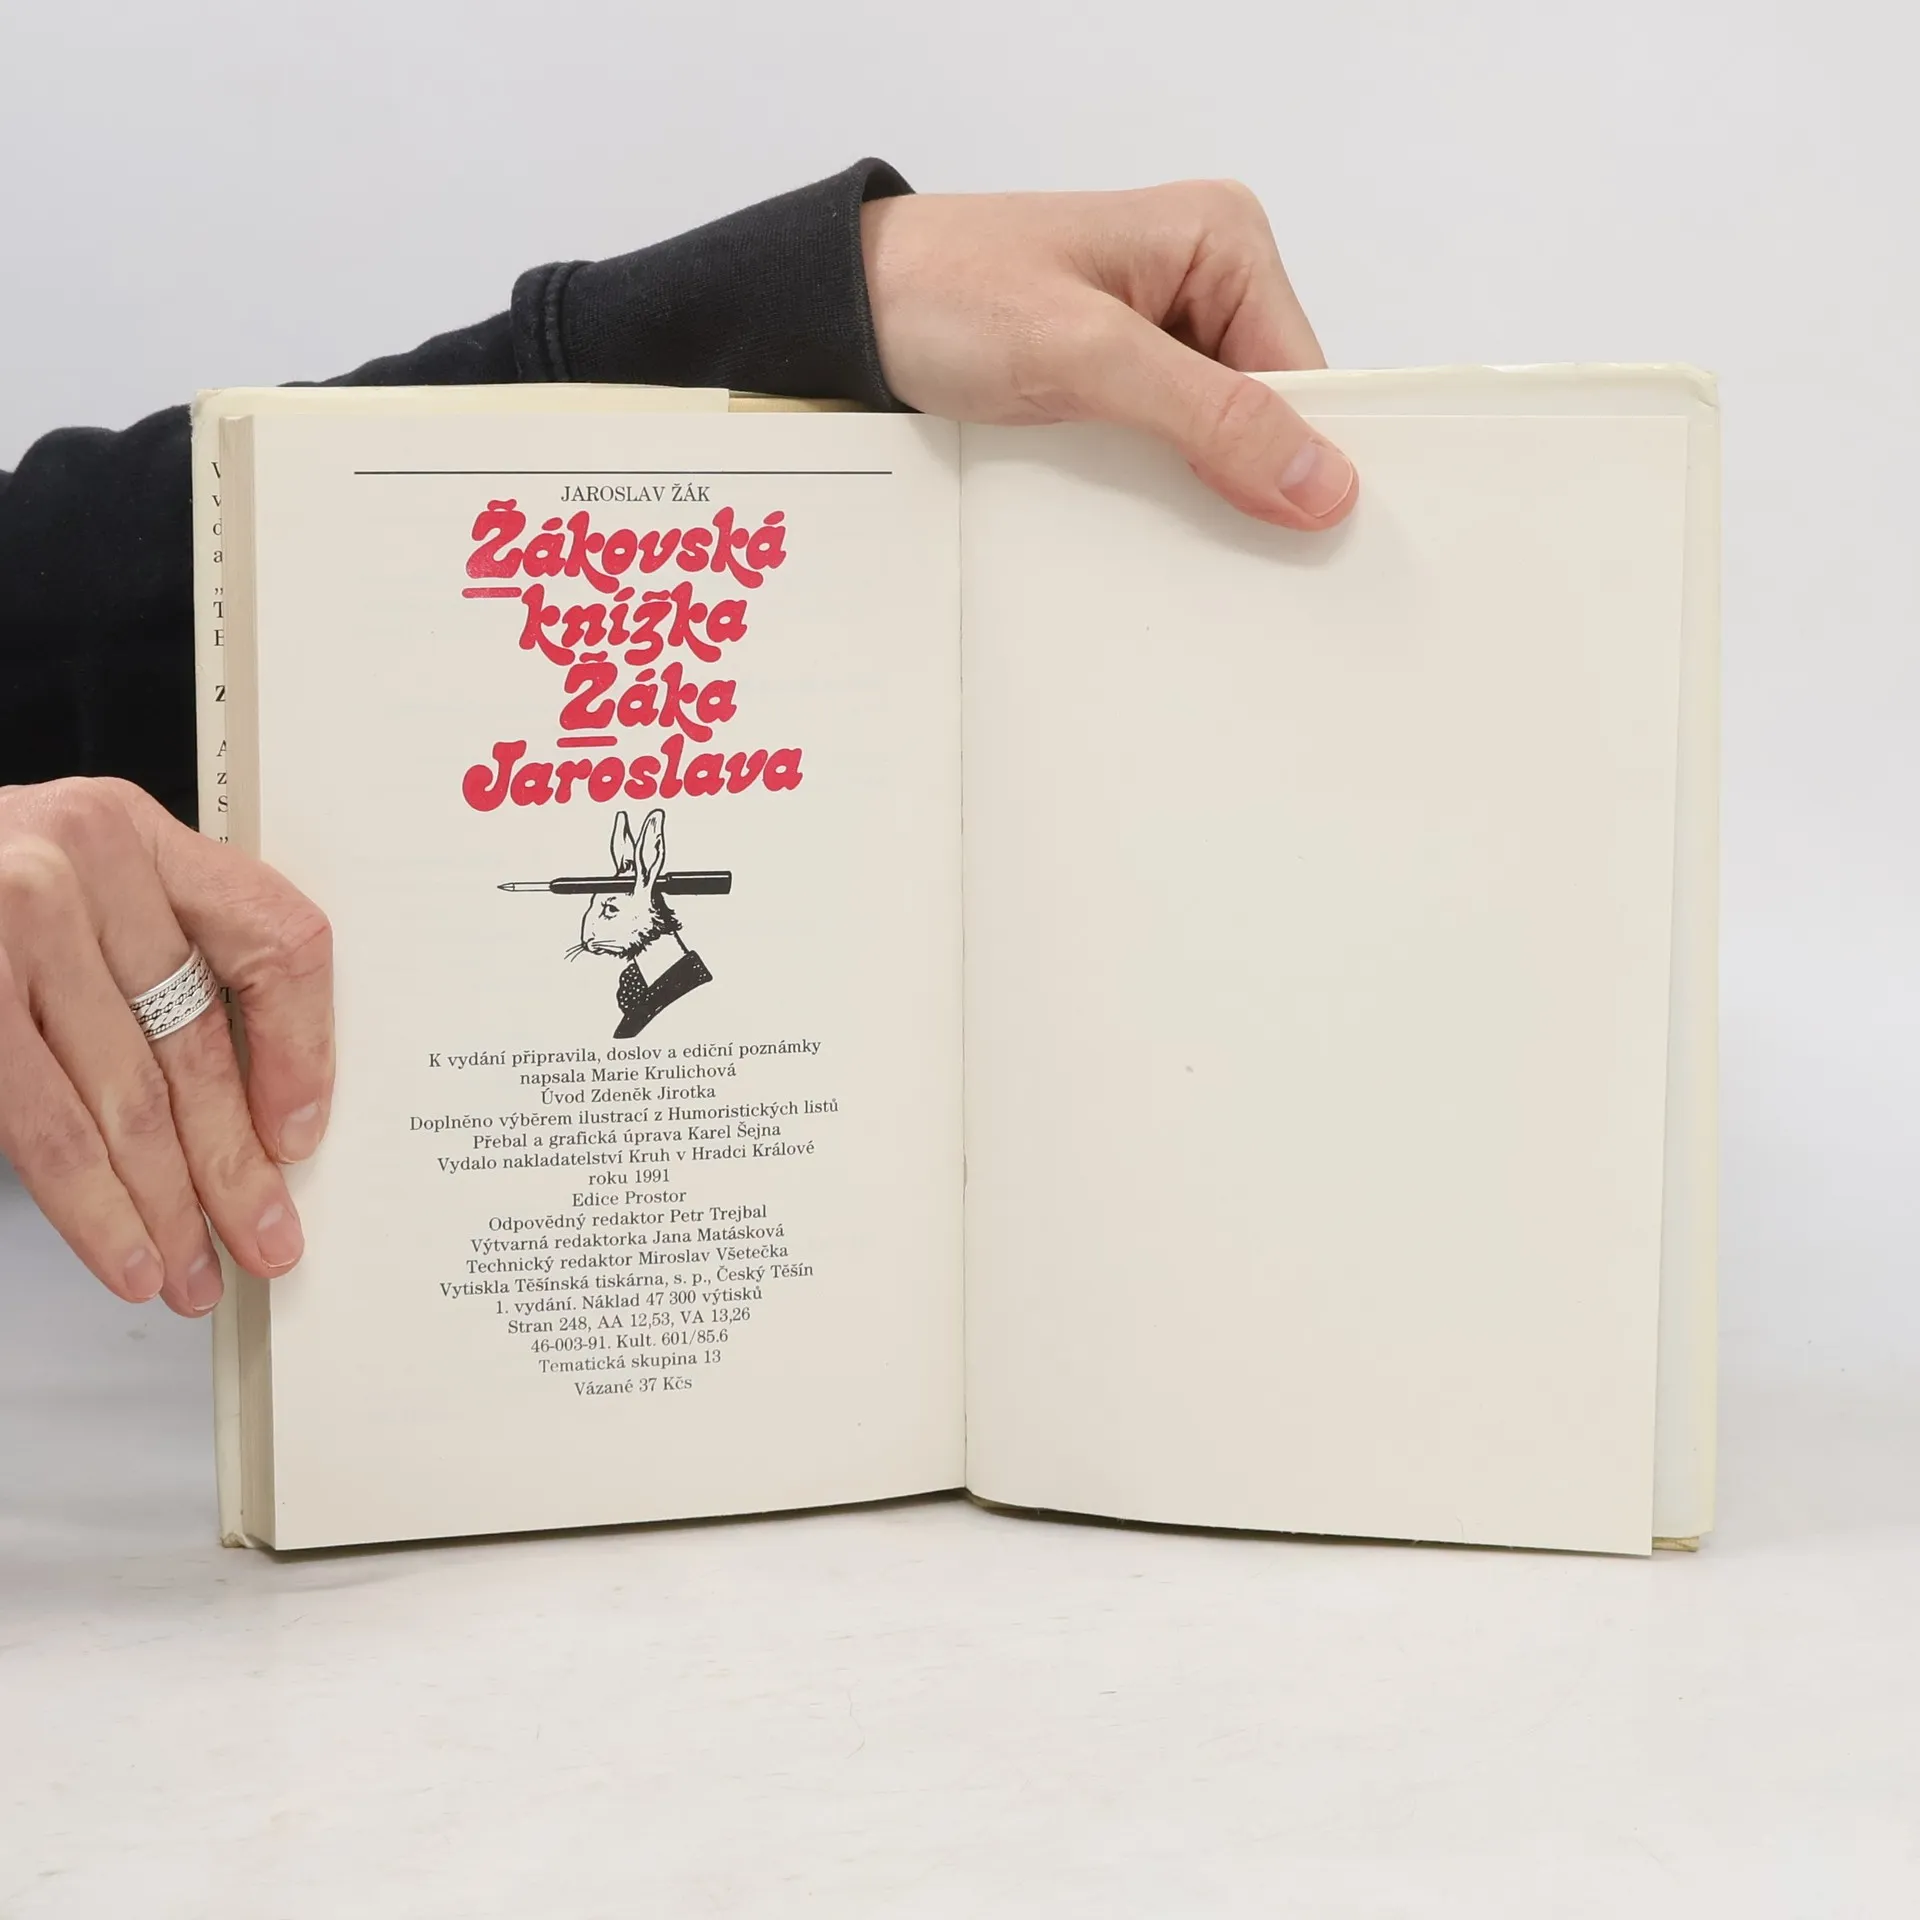 JAROSLAV ŽÁK
Žákovská
knížka
Žáka
Jaroslava
K vydání připravila, doslov a ediční poznámky
napsala Marie Krulichová
Úvod Zdeněk Jirotka
Doplněno výběrem ilustrací z Humoristických listů
Přebal a grafická úprava Karel Šejna
Vydalo nakladatelství Kruh v Hradci Králové
roku 1991
Edice Prostor
Odpovědný redaktor Petr Trejbal
Výtvarná redaktorka Jana Matásková
Technický redaktor Miroslav Všetečka
Vytiskla Těšínská tiskárna, s. p., Český Těšín
1. vydání. Náklad 47 300 výtisků
Stran 248, AA 12,53, VA 13,26
46-003-91. Kult. 601/85.6
Tematická skupina 13
Vázané 37 Kčs